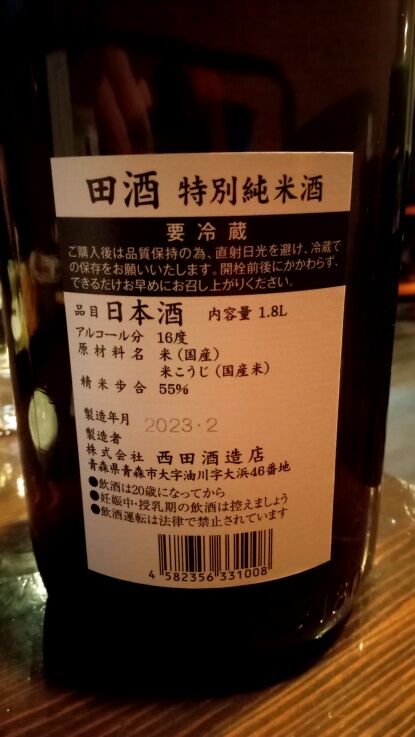 田酒 特別純米酒
要冷蔵
ご購入後は品質保持の為、直射日光を避け、冷蔵で
の保存をお願いいたします。開栓前後にかかわらず、
できるだけお早めにお召し上がりください。
品目 日本酒 内容量 1.8L
アルコール分 16度
原材料名 米（国産）
米こうじ（国産米）
精米歩合 55%
製造年月 2023・2
製造者
株式会社 西田酒造店
青森県青森市大字油川字大浜46番地
●飲酒は20歳になってから
●妊娠中・授乳期の飲酒は控えましょう
●飲酒運転は法律で禁止されています
4 582356 331008